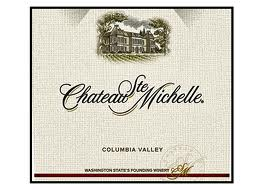 Chateau Ste Michelle®
COLUMBIA VALLEY
WASHINGTON STATE'S FOUNDING WINERY